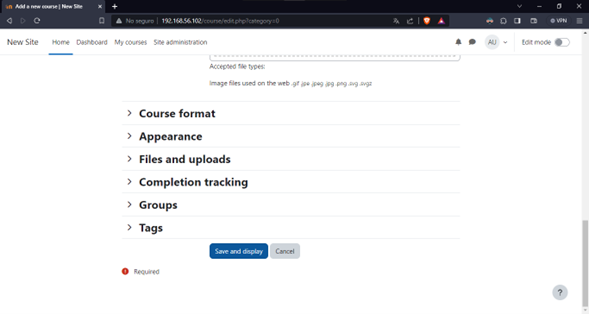 Add a new course | New Site
No seguro 192.168.56.102/course/edit.php?category=0
VPN
New Site Home Dashboard My courses Site administration AU Edit mode
Accepted file types:
Image files used on the web .gif .jpe .jpeg .jpg .png .svg .svgz
Course format
Appearance
Files and uploads
Completion tracking
Groups
Tags
Save and display Cancel
Required
?